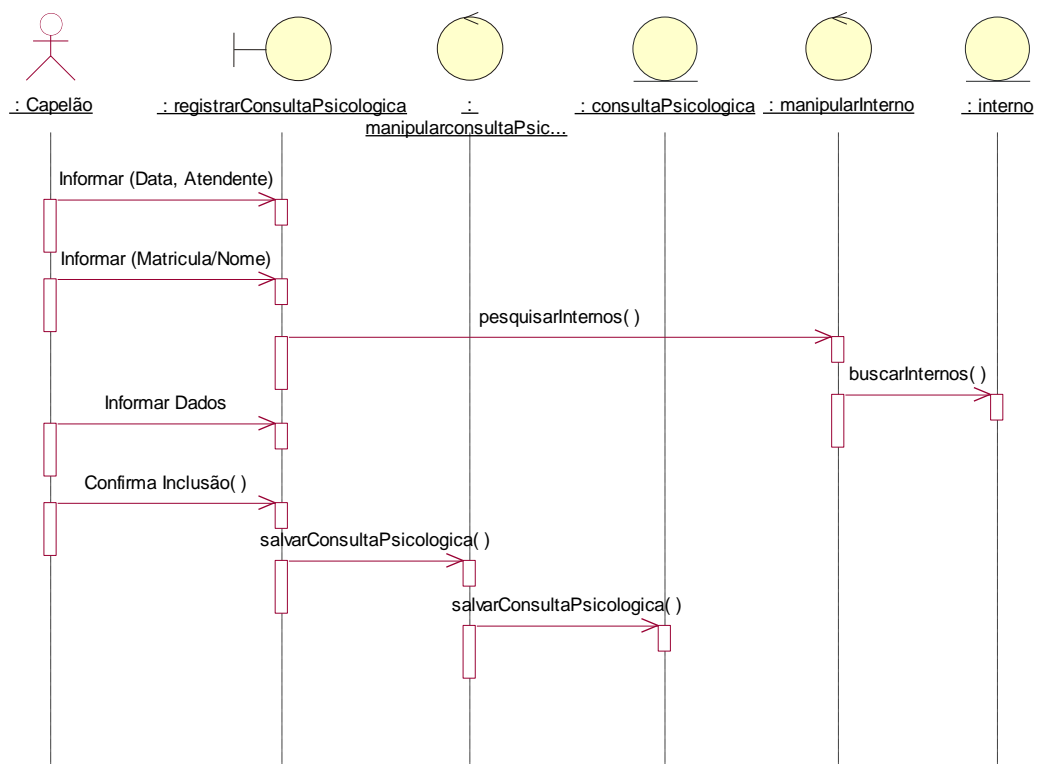 : Capelão
: registrarConsultaPsicologica
:
manipularconsultaPsic...
: consultaPsicologica
: manipularInterno
: interno
Informar (Data, Atendente)
Informar (Matricula/Nome)
pesquisarInternos( )
buscarInternos( )
Informar Dados
Confirma Inclusão( )
salvarConsultaPsicologica( )
salvarConsultaPsicologica( )